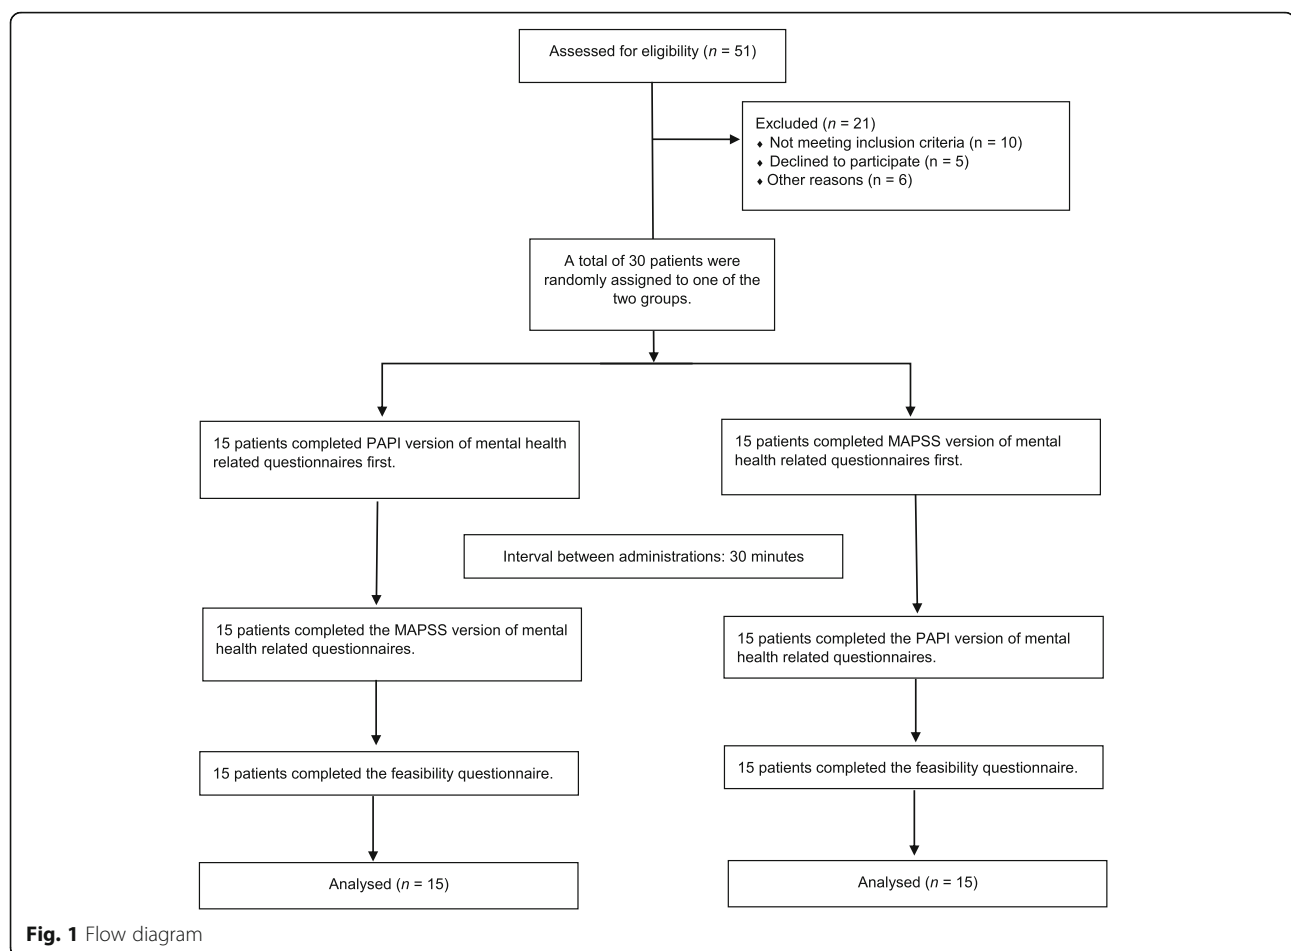 Assessed for eligibility (n = 51)
Excluded (n = 21)
♦ Not meeting inclusion criteria (n = 10)
♦ Declined to participate (n = 5)
♦ Other reasons (n = 6)
A total of 30 patients were
randomly assigned to one of the
two groups.
15 patients completed PAPI version of mental health
related questionnaires first.
15 patients completed MAPSS version of mental
health related questionnaires first.
Interval between administrations: 30 minutes
15 patients completed the MAPSS version of mental
health related questionnaires.
15 patients completed the PAPI version of mental
health related questionnaires.
15 patients completed the feasibility questionnaire.
15 patients completed the feasibility questionnaire.
Analysed (n = 15)
Analysed (n = 15)
Fig. 1 Flow diagram